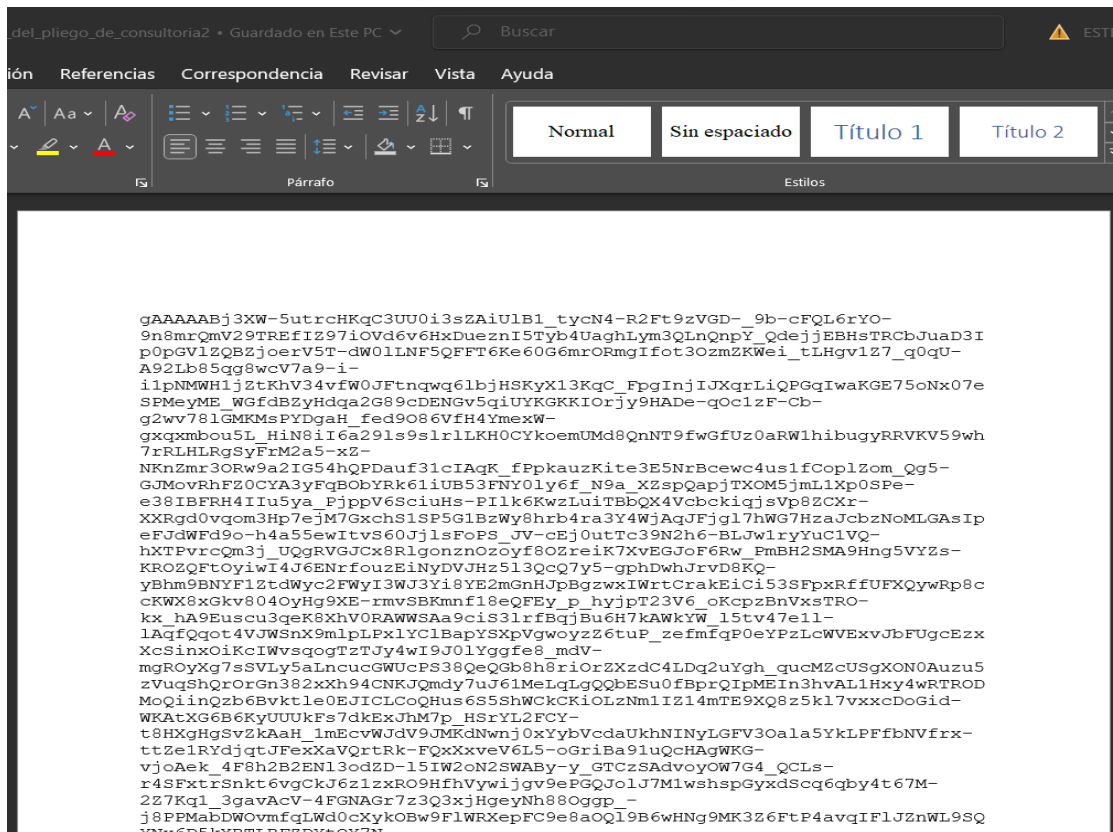 _del_pliego_de_consultoria2 • Guardado en Este PC
Buscar
ión Referencias Correspondencia Revisar Vista Ayuda
Aa
Párrafo
Normal
Sin espaciado
Título 1
Título 2
Estilos
gAAAAABj3XW-5utrcHKqC3UU0i3sZAiUlB1_tycN4-R2Ft9zVGD-_9b-cFQL6rYO-
9n8mrQmV29TREfIZ97iOVd6v6HxDueznI5Tyb4UaghLym3QLnQnpY_QdejjEBHsTRCbJuaD3I
p0pGVlZQBZjoerV5T-dW0lLNF5QFFT6Ke60G6mrORmgIfot3OzmZKWei_tLHgv1Z7_q0qU-
A92Lb85qg8wcV7a9-i-
i1pNMWH1jZtKhV34vfW0JFtnqwq6lbjHSKyX13KqC_FpgInjIJXqrLiQPGqIwaKGE75oNx07e
SPMeyME_WGfdBZyHdqa2G89cDENGv5qiUYKGKKIOrjy9HADe-qOc1zF-Cb-
g2wv78lGMKMsPYDgaH_fed9O86VfH4YmexW-
gxqxmbou5L_HiN8iI6a29ls9slrlLKH0CYkoemUMd8QnNT9fwGfUz0aRW1hibugyRRVKV59wh
7rRLHLRgSyFrM2a5-xZ-
NKnZmr3ORw9a2IG54hQPDauf31cIAqK_fPpkauzKite3E5NrBcewc4us1fCoplZom_Qg5-
GJMovRhFZ0CYA3yFqBObYRk61iUB53FNY0ly6f_N9a_XZspQapjTXOM5jmL1Xp0SPe-
e38IBFRH4IIu5ya_PjppV6SciuHs-PIlk6KwzLuiTBbQX4VcbckiqjsVp8ZCXr-
XXRgd0vqom3Hp7ejM7GxchS1SP5G1BzWy8hrb4ra3Y4WjAqJFjgl7hWG7HzaJcbzNoMLGAsIp
eFJdWFd9o-h4a55ewItvS60JjlsFoPS_JV-cEj0utTc39N2h6-BLJw1ryYuC1VQ-
hXTPvrcQm3j_UQgRVGJCx8RlgonznOzoyf8OZreiK7XvEGJoF6Rw_PmBH2SMA9Hng5VYZs-
KROZQFtOyiwI4J6ENrfouzEiNyDVJHz5l3QcQ7y5-gphDwhJrvD8KQ-
yBhm9BNYF1ZtdWyc2FWyI3WJ3Yi8YE2mGnHJpBgzwxIWrtCrakEiCi53SFpxRffUFXQywRp8c
cKWX8xGkv804OyHg9XE-rmvSBKmnf18eQFEy_p_hyjpT23V6_oKcpzBnVxsTRO-
kx_hA9Euscu3qeK8XhV0RAWWSAa9ciS3lrfBqjBu6H7kAWkYW_l5tv47e1l-
lAqfQqot4VJWSnX9mlpLPxlYClBapYSXpVgwoyzZ6tuP_zefmfqP0eYPzLcWVExvJbFUgcEzx
XcSinxOiKcIWvsqogTzTJy4wI9J0lYggfe8_mdV-
mgROyXg7sSVLy5aLncucGWUcPS38QeQGb8h8riOrZXzdC4LDq2uYgh_qucMZcUSgXON0Auzu5
zVuqShQrOrGn382xXh94CNKJQmdy7uJ61MeLqLgQQbESu0fBprQIpMEIn3hvAL1Hxy4wRTROD
MoQiinQzb6Bvktle0EJICLCoQHus6S5ShWCkCKiOLzNm1IZ14mTE9XQ8z5kl7vxxcDoGid-
WKAtXG6B6KyUUUkFs7dkExJhM7p_HSrYL2FCY-
t8HXgHgSvZkAaH_1mEcvWJdV9JMKdNwnj0xYybVcdaUkhNINyLGFV3Oala5YkLPFfbNVfrx-
ttZe1RYdjqtJFexXaVQrtRk-FQxXxveV6L5-oGriBa91uQcHAgWKG-
vjoAek_4F8h2B2ENl3odZD-l5IW2oN2SWABy-y_GTCzSAdvoyOW7G4_QCLs-
r4SFxtrSnkt6vgCkJ6z1zxRO9HfhVywijgv9ePGQJolJ7M1wshspGyxdScq6qby4t67M-
2Z7Kq1_3gavAcV-4FGNAGr7z3Q3xjHgeyNh88Oggp_-
j8PPMabDWOvmfqLWd0cXykOBw9FlWRXepFC9e8aOQl9B6wHNg9MK3Z6FtP4avqIFlJZnWL9SQ